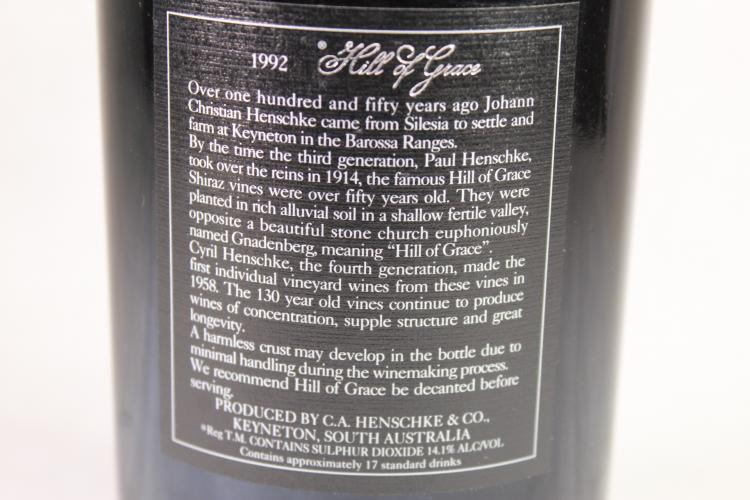 1992 *Hill of Grace
Over one hundred and fifty years ago Johann
Christian Henschke came from Silesia to settle and
farm at Keyneton in the Barossa Ranges.
By the time the third generation, Paul Henschke,
took over the reins in 1914, the famous Hill of Grace
Shiraz vines were over fifty years old. They were
planted in rich alluvial soil in a shallow fertile valley,
opposite a beautiful stone church euphoniously
named Gnadenberg, meaning “Hill of Grace”.
Cyril Henschke, the fourth generation, made the
first individual vineyard wines from these vines in
1958. The 130 year old vines continue to produce
wines of concentration, supple structure and great
longevity.
A harmless crust may develop in the bottle due to
minimal handling during the winemaking process.
We recommend Hill of Grace be decanted before
serving.
PRODUCED BY C.A. HENSCHKE & CO.,
KEYNETON, SOUTH AUSTRALIA
*Reg T.M. CONTAINS SULPHUR DIOXIDE 14.1% ALC/VOL
Contains approximately 17 standard drinks